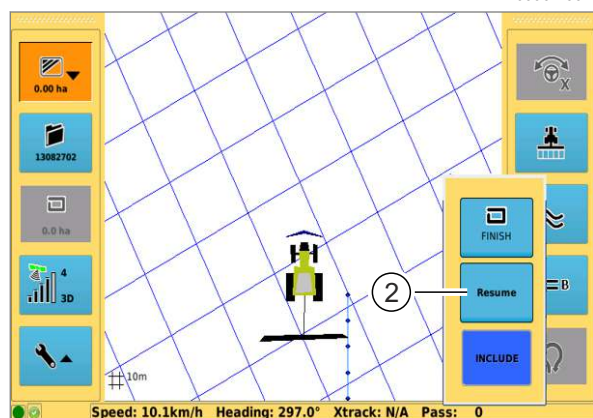 0.00 ha
13082702
0.0 ha
4
3D
10m
X
FINISH
2
Resume
INCLUDE
=B
Speed: 10.1km/h Heading: 297.0° Xtrack: N/A Pass: 0